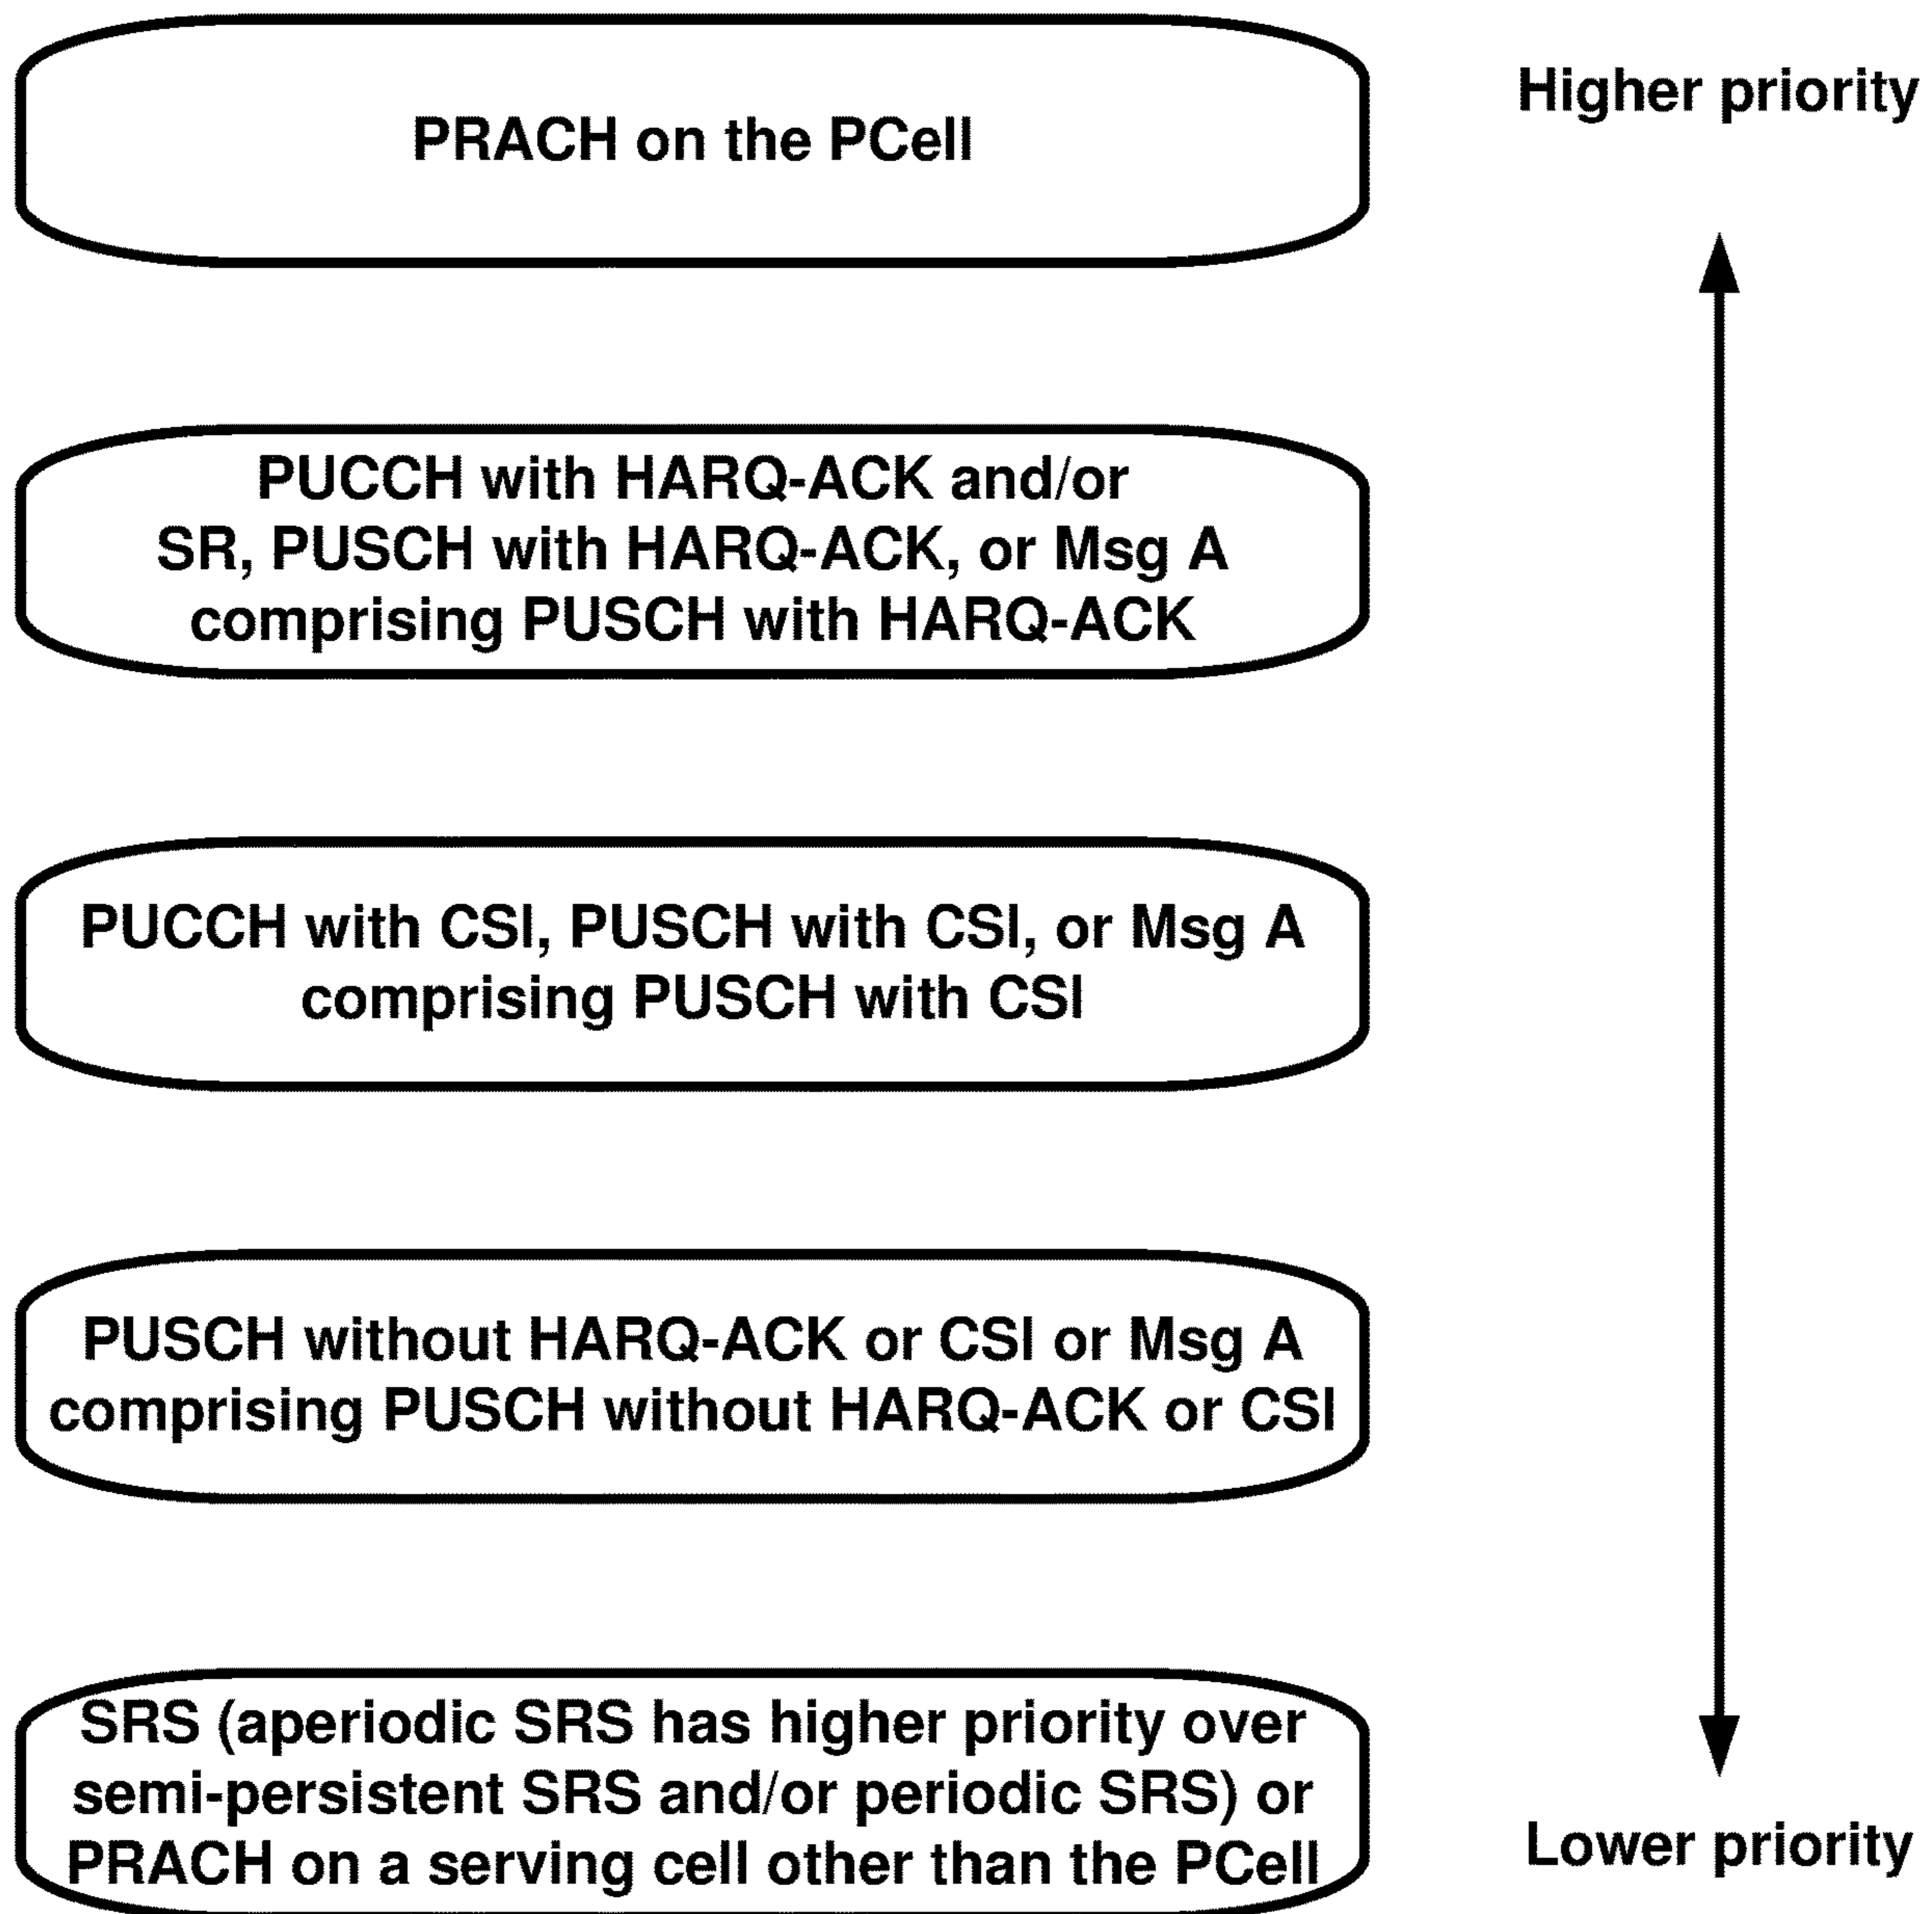 PRACH on the PCell
Higher priority
PUCCH with HARQ-ACK and/or
SR, PUSCH with HARQ-ACK, or Msg A
comprising PUSCH with HARQ-ACK
PUCCH with CSI, PUSCH with CSI, or Msg A
comprising PUSCH with CSI
PUSCH without HARQ-ACK or CSI or Msg A
comprising PUSCH without HARQ-ACK or CSI
SRS (aperiodic SRS has higher priority over
semi-persistent SRS and/or periodic SRS) or
PRACH on a serving cell other than the PCell
Lower priority